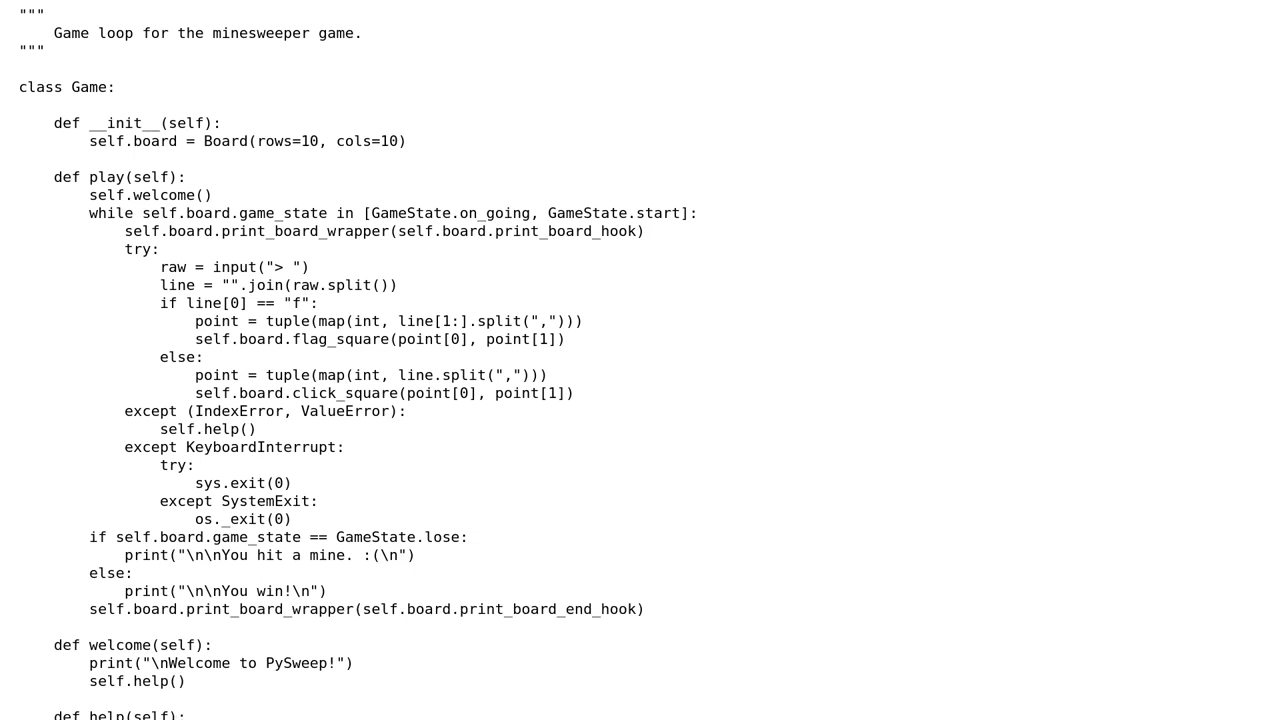 """
    Game loop for the minesweeper game.
"""

class Game:

    def __init__(self):
        self.board = Board(rows=10, cols=10)

    def play(self):
        self.welcome()
        while self.board.game_state in [GameState.on_going, GameState.start]:
            self.board.print_board_wrapper(self.board.print_board_hook)
            try:
                raw = input("> ")
                line = "".join(raw.split())
                if line[0] == "f":
                    point = tuple(map(int, line[1:].split(",")))
                    self.board.flag_square(point[0], point[1])
                else:
                    point = tuple(map(int, line.split(",")))
                    self.board.click_square(point[0], point[1])
            except (IndexError, ValueError):
                self.help()
            except KeyboardInterrupt:
                try:
                    sys.exit(0)
                except SystemExit:
                    os._exit(0)
        if self.board.game_state == GameState.lose:
            print("\n\nYou hit a mine. :(\n")
        else:
            print("\n\nYou win!\n")
        self.board.print_board_wrapper(self.board.print_board_end_hook)

    def welcome(self):
        print("\nWelcome to PySweep!")
        self.help()

    def help(self):